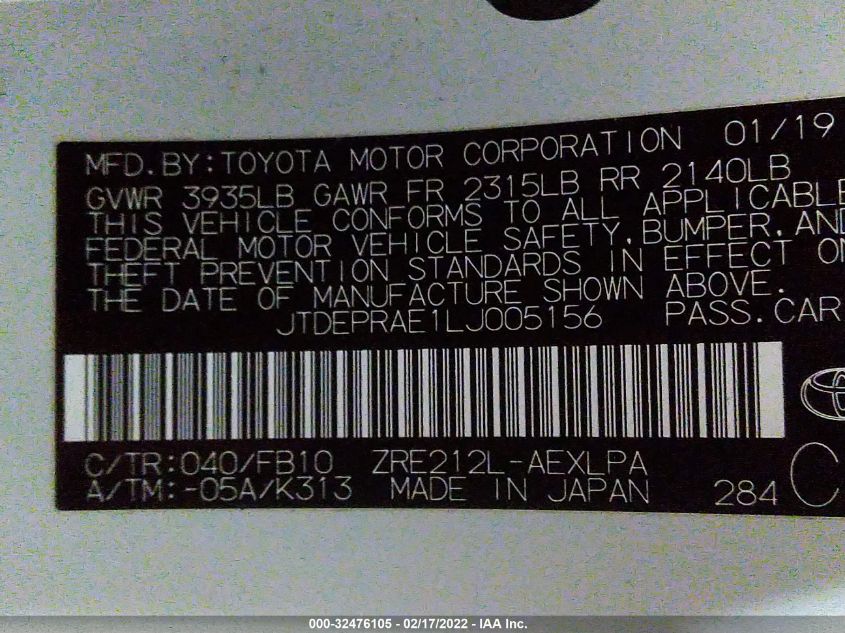 MFD.BY:TOYOTA MOTOR CORPORATION 01/19
GVWR 3935LB GAWR FR 2315LB RR 2140LB
THIS VEHICLE CONFORMS TO ALL APPLICABLE
FEDERAL MOTOR VEHICLE SAFETY,BUMPER,AND
THEFT PREVENTION STANDARDS IN EFFECT ON
THE DATE OF MANUFACTURE SHOWN ABOVE.
JTDEPRAE1LJ005156 PASS.CAR
C/TR:040/FB10 ZRE212L-AEXLPA
A/TM:-05A/K313 MADE IN JAPAN 284 C
000-32476105 - 02/17/2022 - IAA Inc.